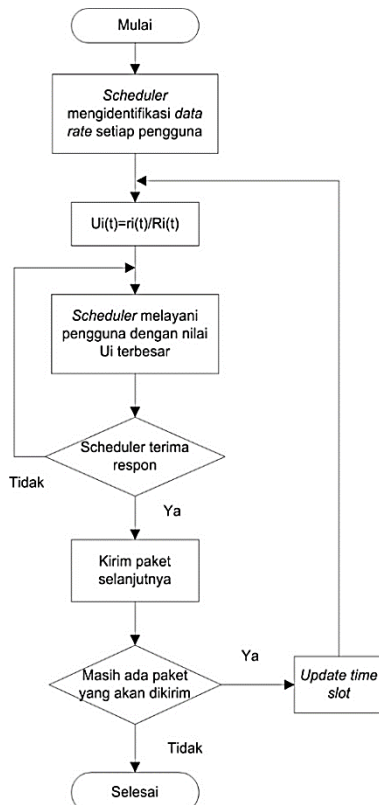 Mulai
Scheduler
mengidentifikasi data
rate setiap pengguna
Ui(t)=ri(t)/Ri(t)
Scheduler melayani
pengguna dengan nilai
Ui terbesar
Scheduler terima
respon
Tidak
Ya
Kirim paket
selanjutnya
Masih ada paket
yang akan dikirim
Ya
Update time
slot
Tidak
Selesai